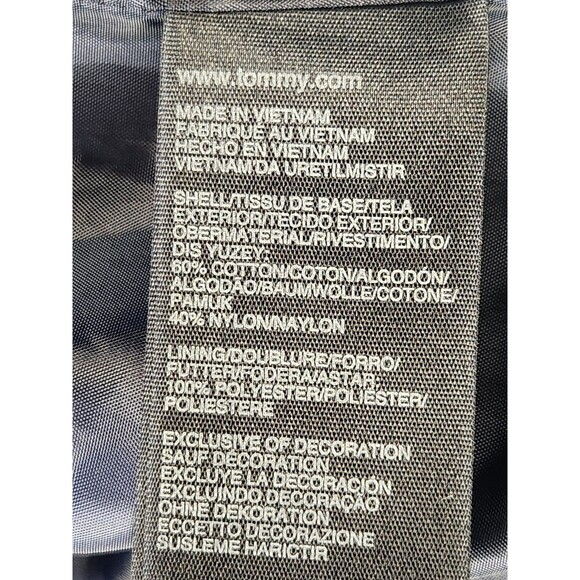 www.tommy.com
MADE IN VIETNAM
FABRIQUE AU VIETNAM
HECHO EN VIETNAM
VIETNAM'DA URETILMISTIR
SHELL/TISSU DE BASE/TELA
EXTERIOR/TECIDO EXTERIOR/
OBERMATERIAL/RIVESTIMENTO/
DIS YUZEY
60% COTTON/COTON/ALGODON/
ALGODÃO/BAUMWOLLE/COTONE/
PAMUK
40% NYLON/NAYLON
LINING/DOUBLURE/FORRO/
FUTTER/FODERA/ASTAR
100% POLYESTER/POLIÉSTER/
POLIESTERE
EXCLUSIVE OF DECORATION
SAUF DECORATION
EXCLUYE LA DECORACION
EXCLUINDO DECORAÇÃO
OHNE DEKORATION
ECCETTO DECORAZIONE
SUSLEME HARICTIR